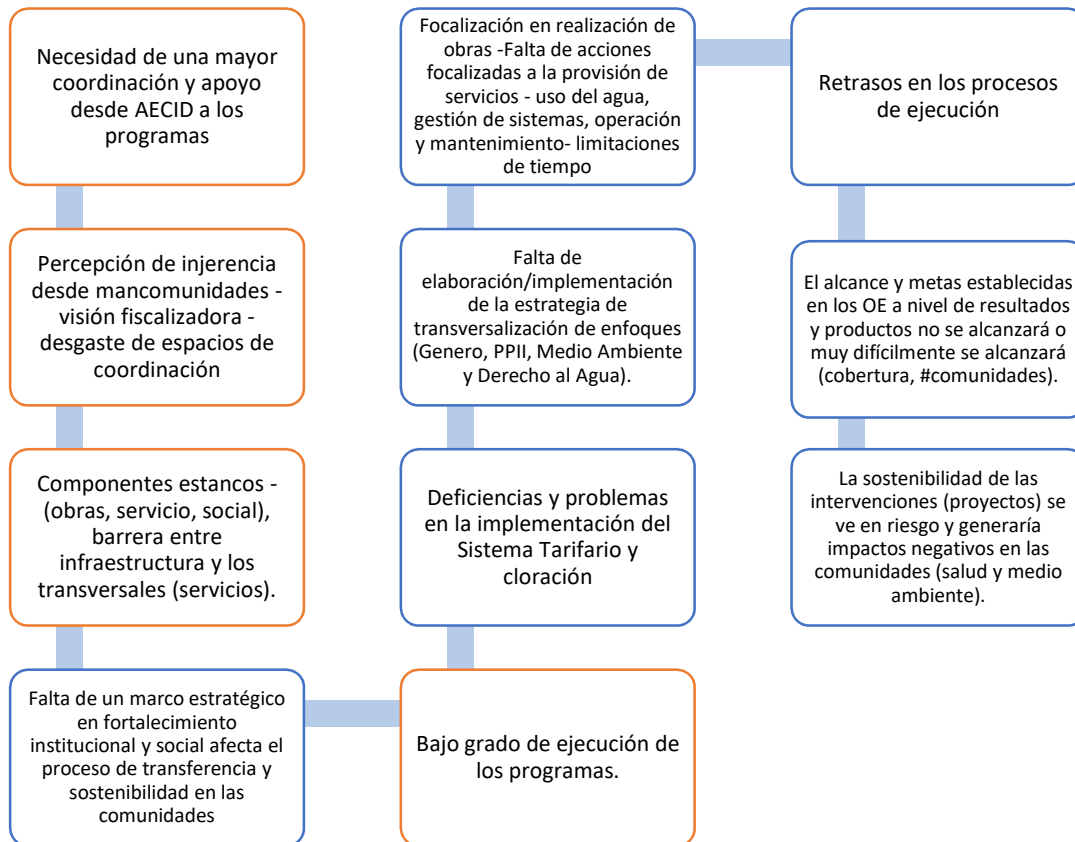 Necesidad de una mayor
coordinación y apoyo
desde AECID a los
programas
Percepción de injerencia
desde mancomunidades -
visión fiscalizadora -
desgaste de espacios de
coordinación
Componentes estancos -
(obras, servicio, social),
barrera entre
infraestructura y los
transversales (servicios).
Falta de un marco estratégico
en fortalecimiento
institucional y social afecta el
proceso de transferencia y
sostenibilidad en las
comunidades
Bajo grado de ejecución de
los programas.
Deficiencias y problemas
en la implementación del
Sistema Tarifario y
cloración
Falta de
elaboración/implementación
de la estrategia de
transversalización de enfoques
(Genero, PPII, Medio Ambiente
y Derecho al Agua).
Focalización en realización de
obras -Falta de acciones
focalizadas a la provisión de
servicios - uso del agua,
gestión de sistemas, operación
y mantenimiento- limitaciones
de tiempo
Retrasos en los procesos
de ejecución
El alcance y metas establecidas
en los OE a nivel de resultados
y productos no se alcanzará o
muy difícilmente se alcanzará
(cobertura, #comunidades).
La sostenibilidad de las
intervenciones (proyectos) se
ve en riesgo y generaría
impactos negativos en las
comunidades (salud y medio
ambiente).